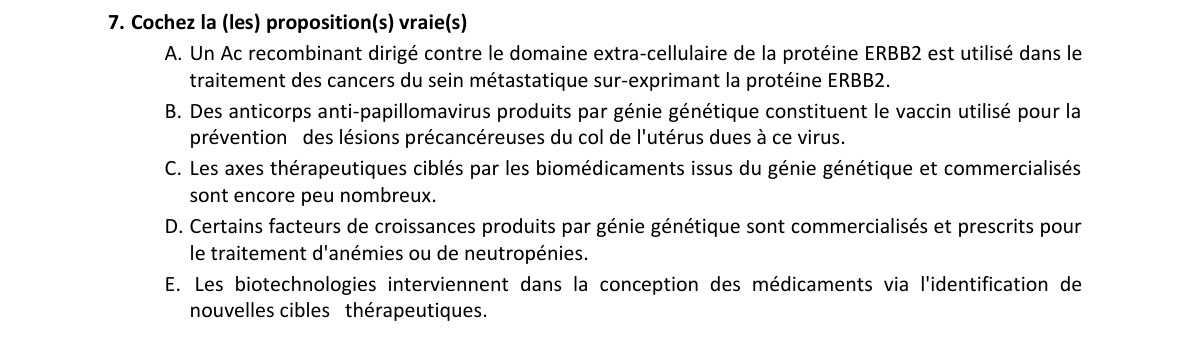 7. Cochez la (les) proposition(s) vraie(s)
A. Un Ac recombinant dirigé contre le domaine extra-cellulaire de la protéine ERBB2 est utilisé dans le
traitement des cancers du sein métastatique sur-exprimant la protéine ERBB2.
B. Des anticorps anti-papillomavirus produits par génie génétique constituent le vaccin utilisé pour la
prévention des lésions précancéreuses du col de l'utérus dues à ce virus.
C. Les axes thérapeutiques ciblés par les biomédicaments issus du génie génétique et commercialisés
sont encore peu nombreux.
D. Certains facteurs de croissances produits par génie génétique sont commercialisés et prescrits pour
le traitement d'anémies ou de neutropénies.
E. Les biotechnologies interviennent dans la conception des médicaments via l'identification de
nouvelles cibles thérapeutiques.